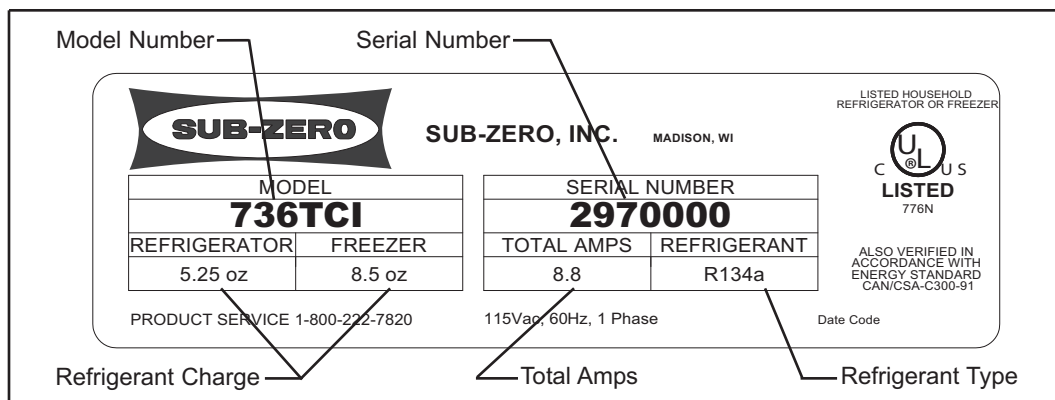 Model Number
Serial Number
SUB-ZERO
SUB-ZERO, INC. MADISON, WI
LISTED HOUSEHOLD
REFRIGERATOR OR FREEZER
C UL ® US
LISTED
776N
MODEL
736TCI
SERIAL NUMBER
2970000
REFRIGERATOR FREEZER
5.25 oz 8.5 oz
TOTAL AMPS REFRIGERANT
8.8 R134a
ALSO VERIFIED IN
ACCORDANCE WITH
ENERGY STANDARD
CAN/CSA-C300-91
PRODUCT SERVICE 1-800-222-7820
115Vac, 60Hz, 1 Phase
Date Code
Refrigerant Charge
Total Amps
Refrigerant Type